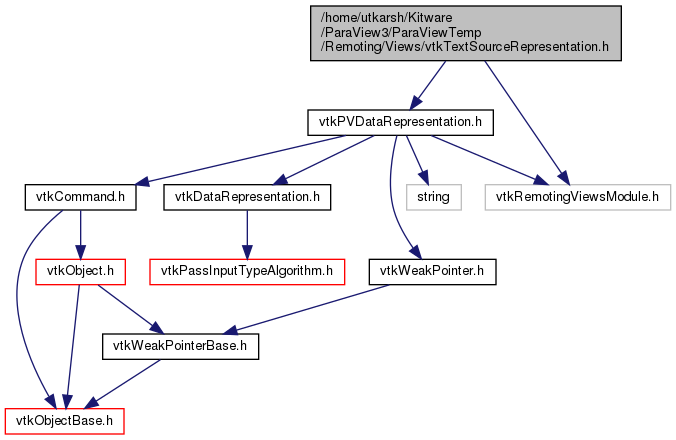 /home/utkarsh/Kitware
/ParaView3/ParaViewTemp
/Remoting/Views/vtkTextSourceRepresentation.h
vtkPVDataRepresentation.h
vtkCommand.h
vtkDataRepresentation.h
string
vtkRemotingViewsModule.h
vtkObject.h
vtkPassInputTypeAlgorithm.h
vtkWeakPointer.h
vtkWeakPointerBase.h
vtkObjectBase.h